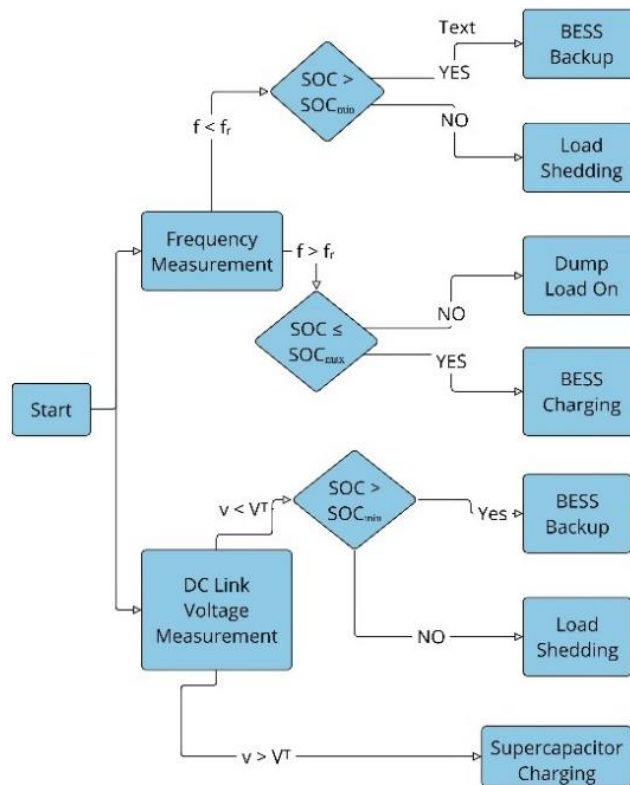 Text
BESS
Backup
SOC >
SOCmin
YES
NO
f < fr
Load
Shedding
Frequency
Measurement
f > fr
Dump
Load On
NO
SOC ≤
SOCmax
YES
BESS
Charging
Start
SOC >
SOCmin
v < VT
Yes
BESS
Backup
DC Link
Voltage
Measurement
NO
Load
Shedding
v > VT
Supercapacitor
Charging